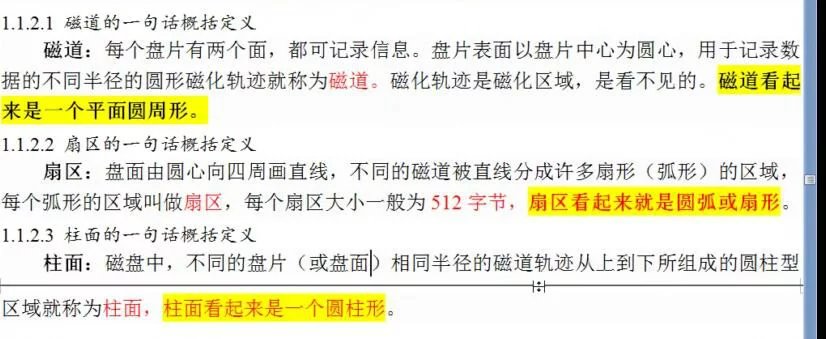 1.1.2.1 磁道的一句话概括定义
磁道：每个盘片有两个面，都可记录信息。盘片表面以盘片中心为圆心，用于记录数
据的不同半径的圆形磁化轨迹就称为磁道。磁化轨迹是磁化区域，是看不见的。磁道看起
来是一个平面圆周形。
1.1.2.2 扇区的一句话概括定义
扇区：盘面由圆心向四周画直线，不同的磁道被直线分成许多扇形（弧形）的区域，
每个弧形的区域叫做扇区，每个扇区大小一般为 512 字节，扇区看起来就是圆弧或扇形。
1.1.2.3 柱面的一句话概括定义
柱面：磁盘中，不同的盘片（或盘面）相同半径的磁道轨迹从上到下所组成的圆柱型
区域就称为柱面，柱面看起来是一个圆柱形。